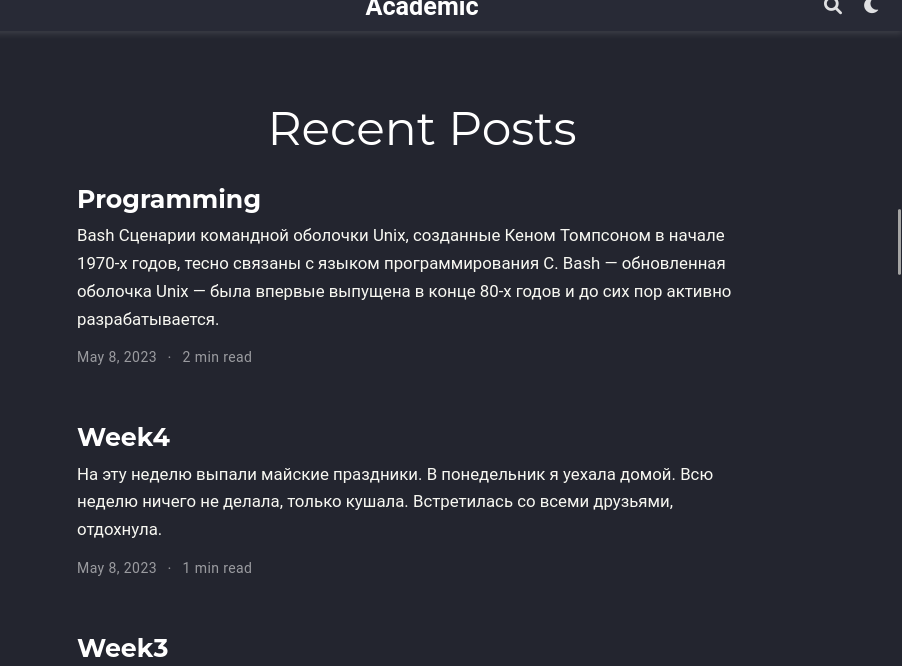 Academic
Recent Posts
Programming
Bash Сценарии командной оболочки Unix, созданные Кеном Томпсоном в начале
1970-х годов, тесно связаны с языком программирования C. Bash — обновленная
оболочка Unix — была впервые выпущена в конце 80-х годов и до сих пор активно
разрабатывается.
May 8, 2023 · 2 min read
Week4
На эту неделю выпали майские праздники. В понедельник я уехала домой. Всю
неделю ничего не делала, только кушала. Встретилась со всеми друзьями,
отдохнула.
May 8, 2023 · 1 min read
Week3